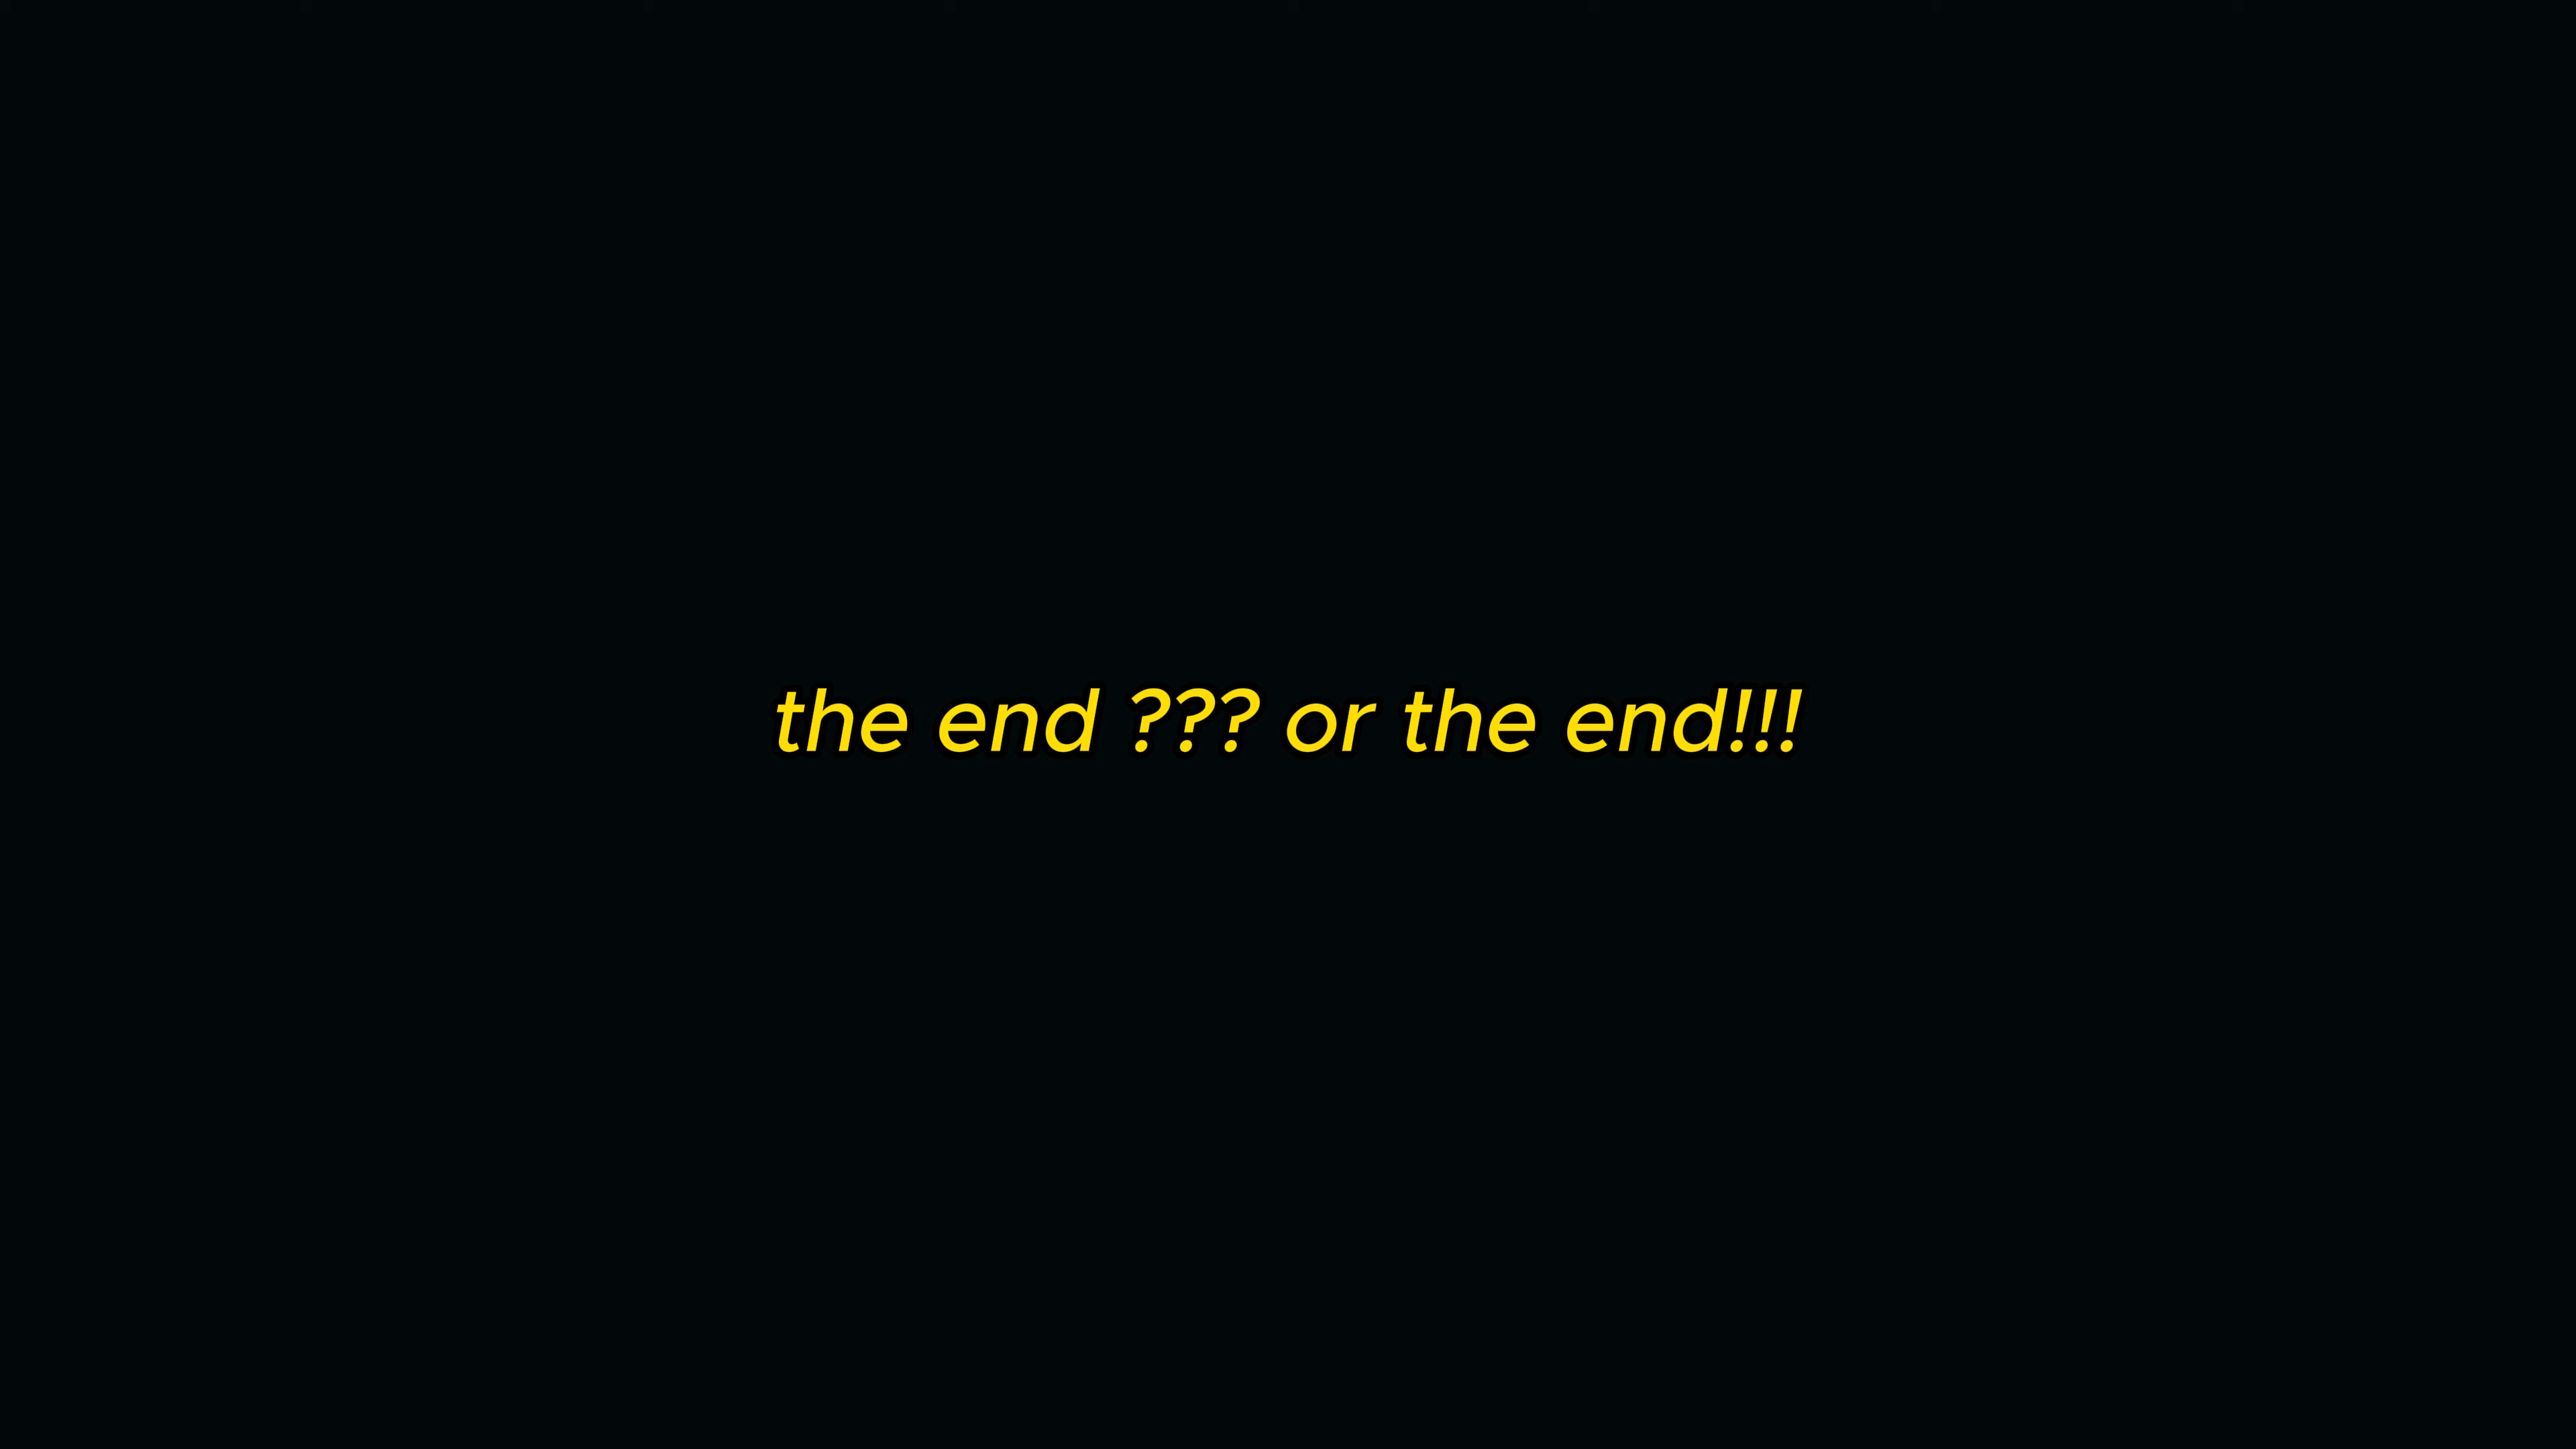 the end ??? or the end!!!